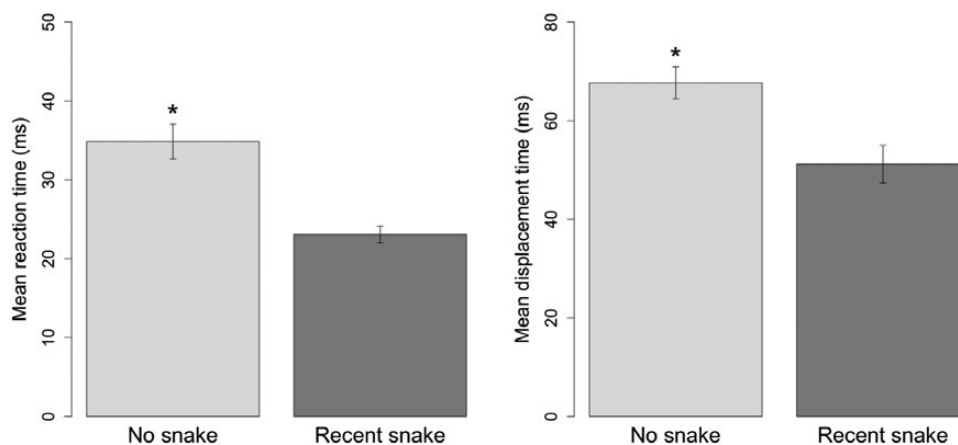 Mean reaction time (ms)
50
40
30
20
10
0
*
No snake
Recent snake
Mean displacement time (ms)
80
60
40
20
0
*
No snake
Recent snake